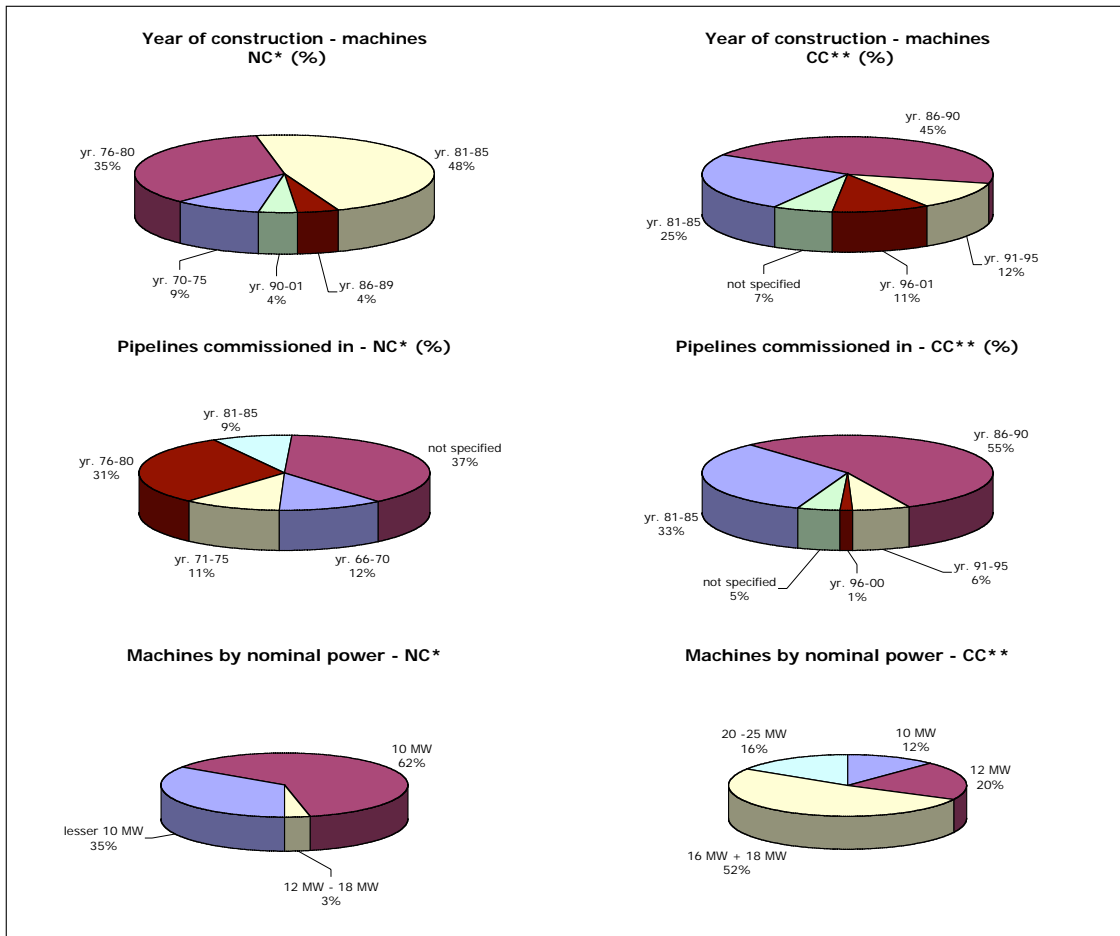 Year of construction - machines
NC* (%)
yr. 76-80
35%
yr. 81-85
48%
yr. 70-75
9%
yr. 90-01
4%
yr. 86-89
4%
Year of construction - machines
CC** (%)
yr. 86-90
45%
yr. 81-85
25%
yr. 91-95
12%
not specified
7%
yr. 96-01
11%
Pipelines commissioned in - NC* (%)
yr. 81-85
9%
not specified
37%
yr. 76-80
31%
yr. 71-75
11%
yr. 66-70
12%
Pipelines commissioned in - CC** (%)
yr. 86-90
55%
yr. 81-85
33%
yr. 91-95
6%
not specified
5%
yr. 96-00
1%
Machines by nominal power - NC*
10 MW
62%
lesser 10 MW
35%
12 MW - 18 MW
3%
Machines by nominal power - CC**
20 -25 MW
16%
10 MW
12%
12 MW
20%
16 MW + 18 MW
52%